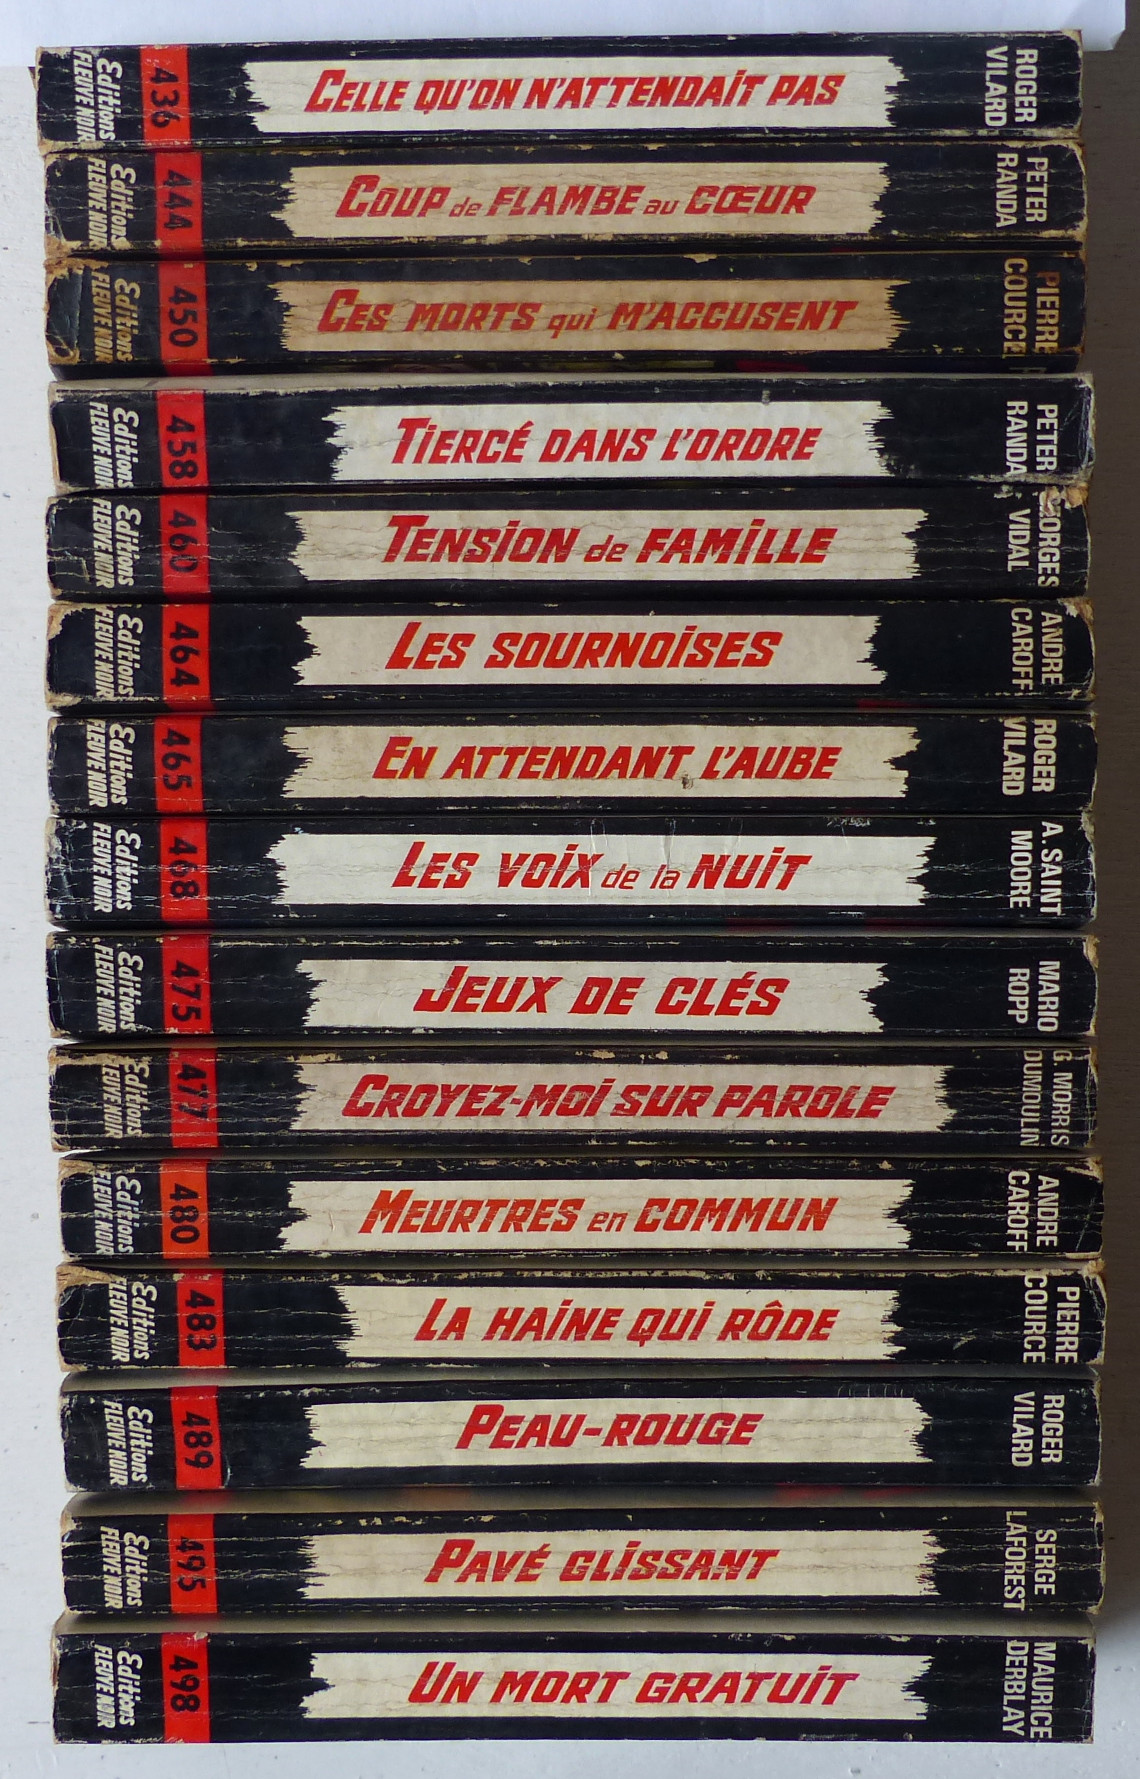 Editions
FLEUVE NOIR
436
CELLE QU'ON N'ATTENDAIT PAS
ROGER
VILARD
Editions
FLEUVE NOIR
444
COUP de FLAMBE au CŒUR
PETER
RANDA
Editions
FLEUVE NOIR
450
CES MORTS qui M'ACCUSENT
PIERRE
COURCE
Editions
FLEUVE NOIR
458
TIERCÉ DANS L'ORDRE
PETER
RANDA
Editions
FLEUVE NOIR
460
TENSION de FAMILLE
GEORGES
VIDAL
Editions
FLEUVE NOIR
464
LES SOURNOISES
ANDRE
CAROFF
Editions
FLEUVE NOIR
465
EN ATTENDANT L'AUBE
ROGER
VILARD
Editions
FLEUVE NOIR
468
LES VOIX de la NUIT
A. SAINT
MOORE
Editions
FLEUVE NOIR
475
JEUX DE CLÉS
MARIO
ROPP
Editions
FLEUVE NOIR
477
CROYEZ-MOI SUR PAROLE
G. MORRIS
DUMOULIN
Editions
FLEUVE NOIR
480
MEURTRES en COMMUN
ANDRE
CAROFF
Editions
FLEUVE NOIR
483
LA HAINE QUI RÔDE
PIERRE
COURCE
Editions
FLEUVE NOIR
489
PEAU-ROUGE
ROGER
VILARD
Editions
FLEUVE NOIR
495
PAVÉ GLISSANT
SERGE
LAFOREST
Editions
FLEUVE NOIR
498
UN MORT GRATUIT
MAURICE
DERBLAY